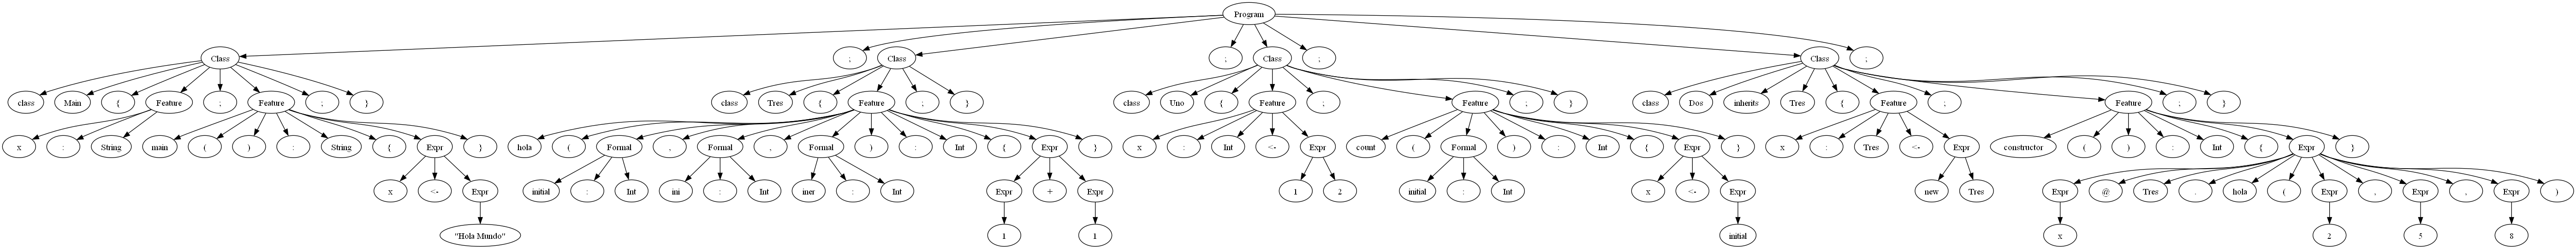 Program
Class ; Class ; Class ; Class ;
class Main { Feature ; Feature ; } class Tres { Feature ; } class Uno { Feature ; Feature ; } class Dos inherits Tres { Feature ; Feature ; }
x : String main ( ) : String { Expr } hola ( Formal , Formal , Formal ) : Int { Expr } x : Int <- Expr count ( Formal ) : Int { Expr } x : Tres <- Expr constructor ( ) : Int { Expr }
x <- Expr initial : Int ini : Int iner : Int Expr + Expr 1 2 initial : Int x <- Expr new Tres Expr @ Tres . hola ( Expr , Expr , Expr )
"Hola Mundo" 1 1 initial x 2 5 8